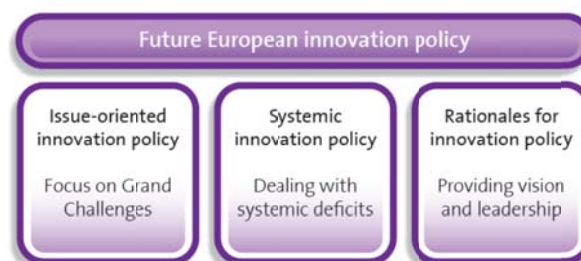 Future European innovation policy
Issue-oriented
innovation policy
Focus on Grand
Challenges
Systemic
innovation policy
Dealing with
systemic deficits
Rationales for
innovation policy
Providing vision
and leadership